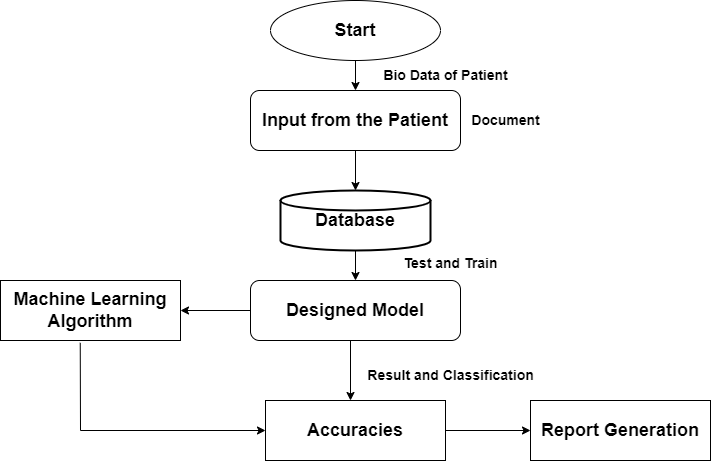 Start
Bio Data of Patient
Input from the Patient
Document
Database
Test and Train
Machine Learning
Algorithm
Designed Model
Result and Classification
Accuracies
Report Generation